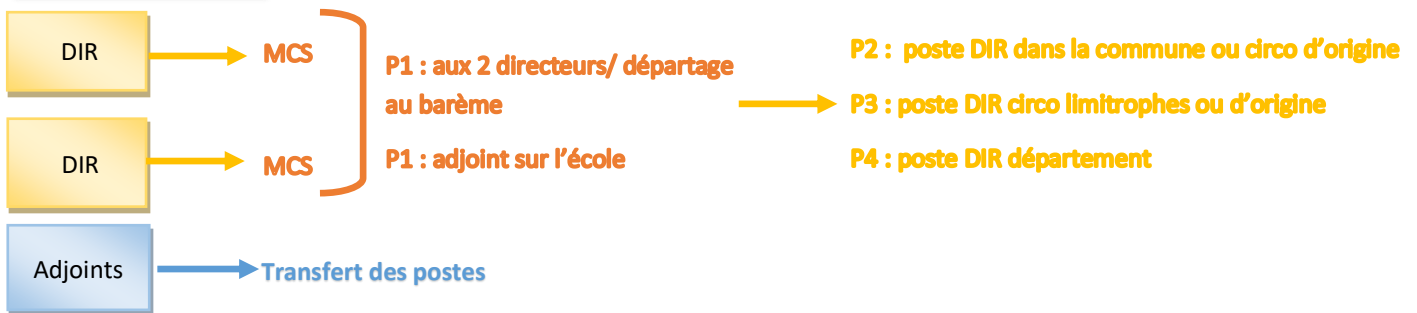 DIR
MCS
P1 : aux 2 directeurs/ départage
au barème
P1 : adjoint sur l'école
P2 :  poste DIR dans la commune ou circo d'origine
P3 : poste DIR circo limitrophes ou d'origine
P4 : poste DIR département
DIR
MCS
Adjoints
Transfert des postes